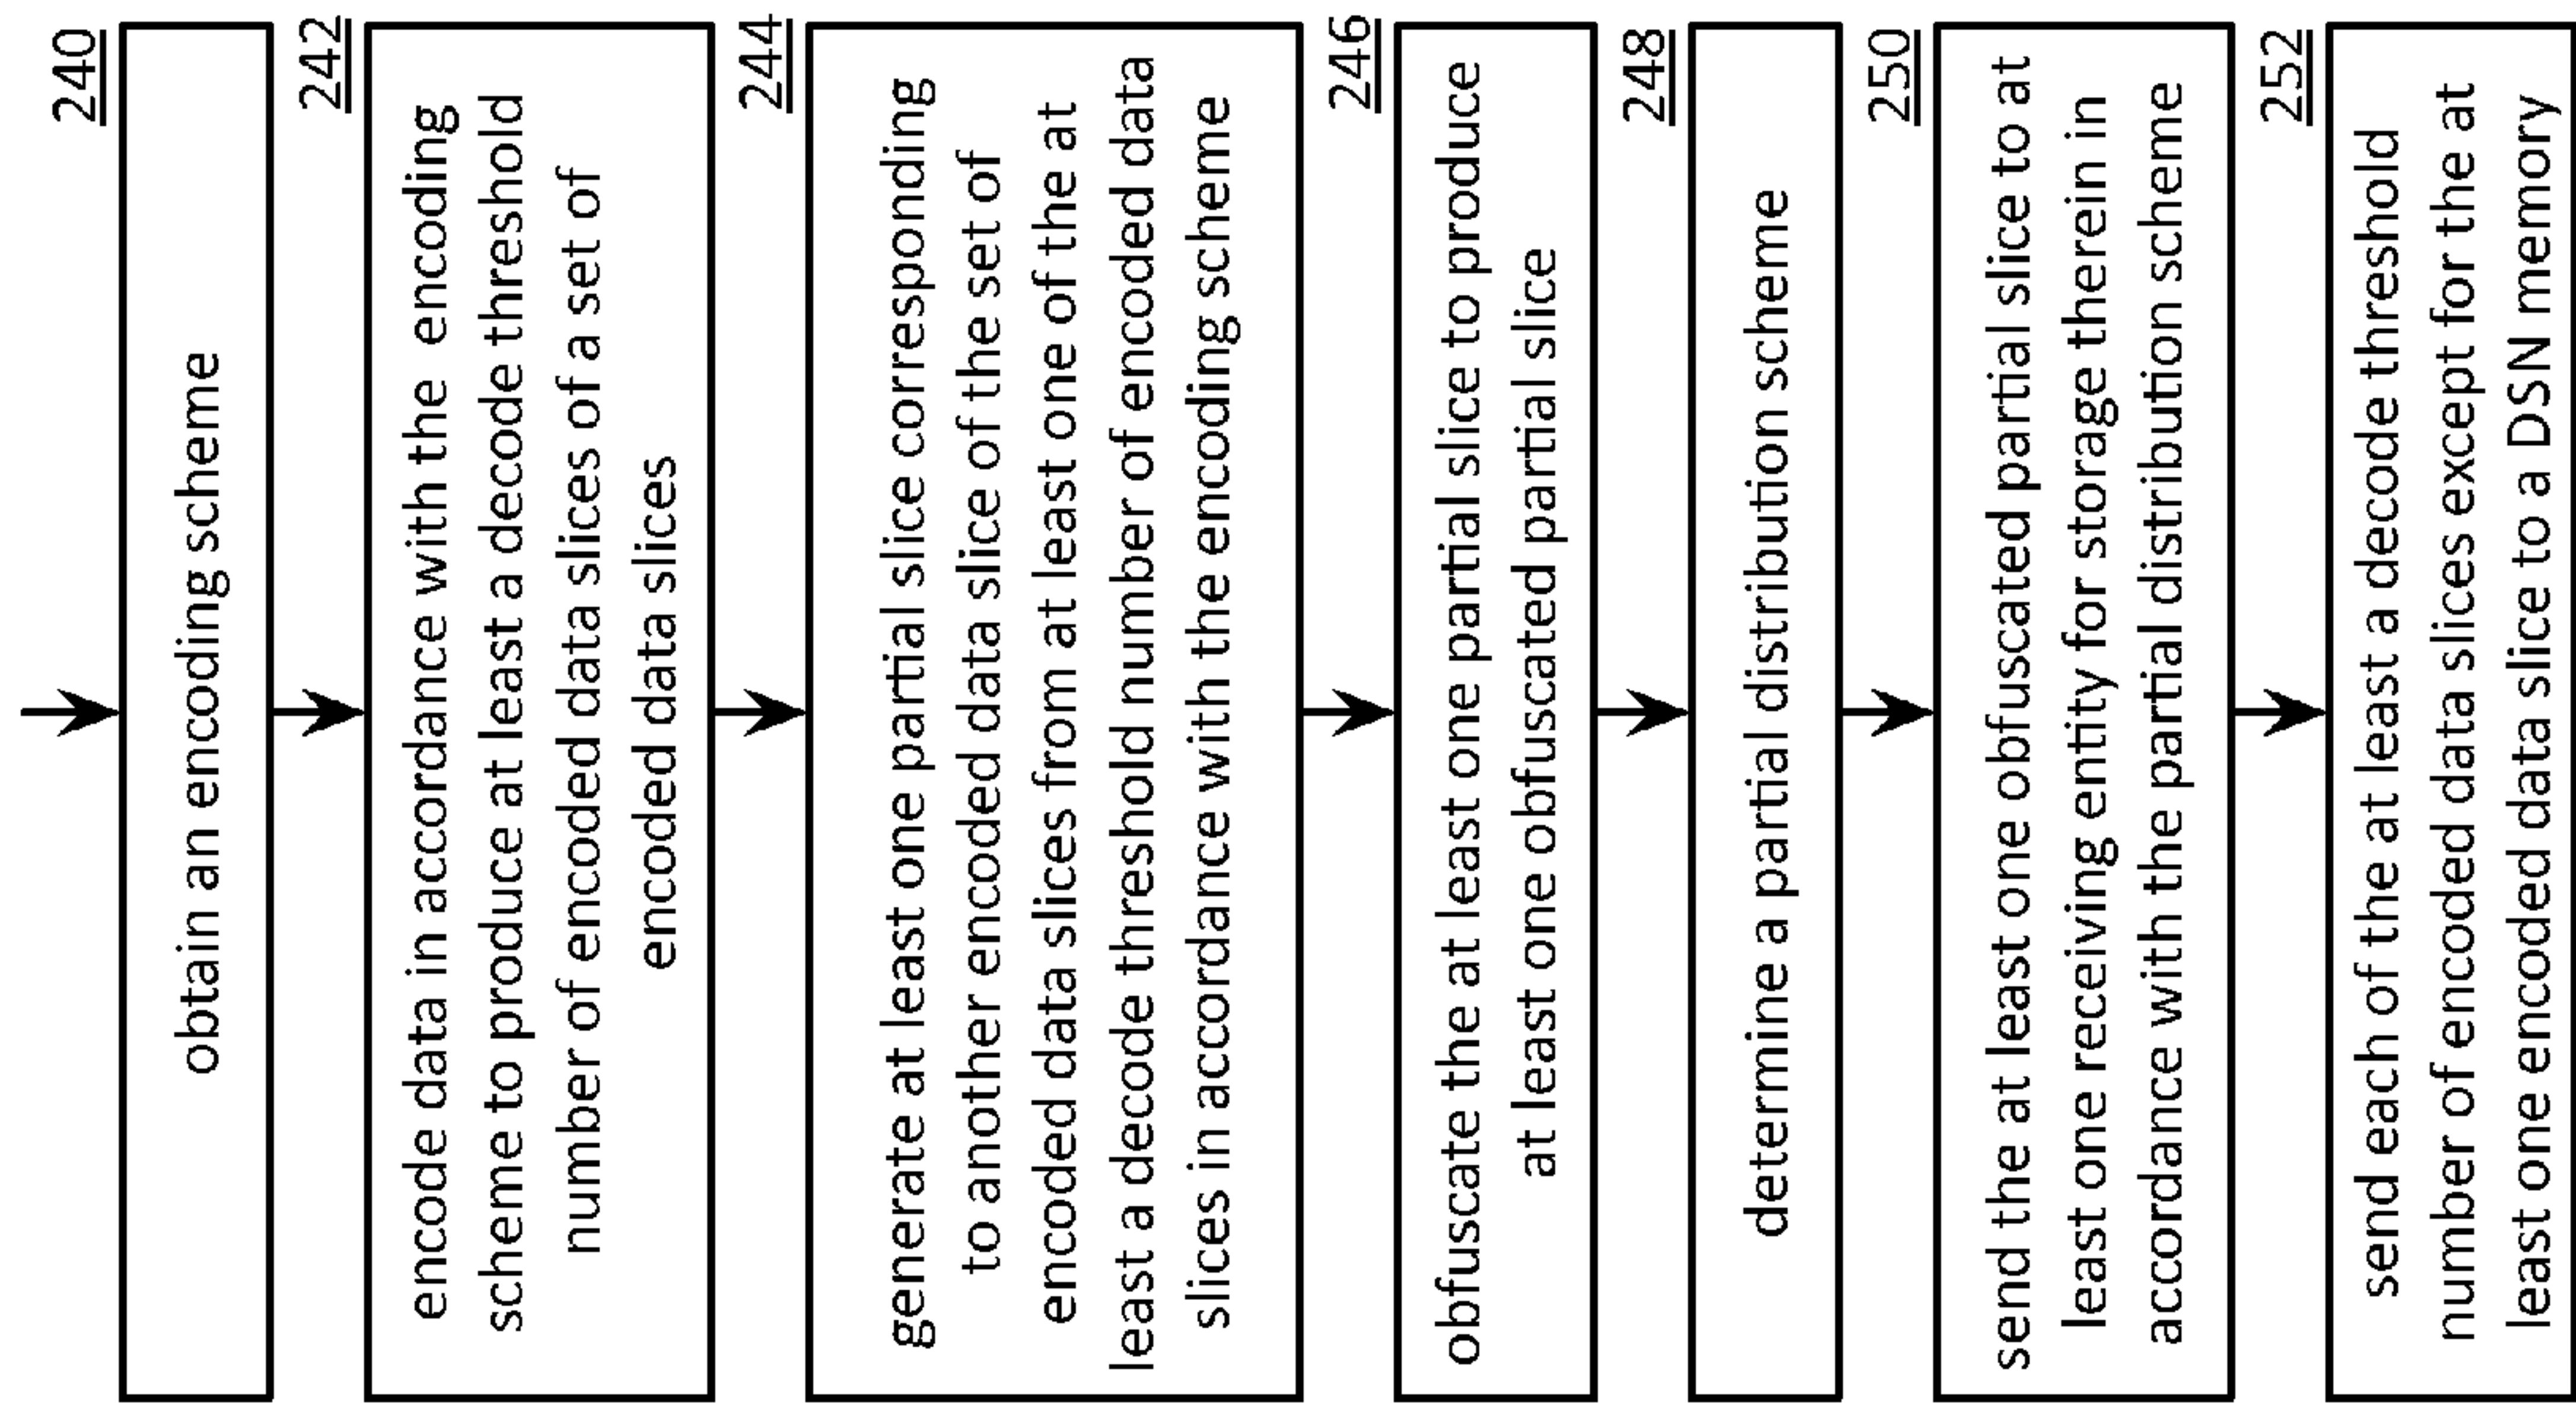 240
obtain an encoding scheme
242
encode data in accordance with the encoding
scheme to produce at least a decode threshold
number of encoded data slices of a set of
encoded data slices
244
generate at least one partial slice corresponding
to another encoded data slice of the set of
encoded data slices from at least one of the at
least a decode threshold number of encoded data
slices in accordance with the encoding scheme
246
obfuscate the at least one partial slice to produce
at least one obfuscated partial slice
248
determine a partial distribution scheme
250
send the at least one obfuscated partial slice to at
least one receiving entity for storage therein in
accordance with the partial distribution scheme
252
send each of the at least a decode threshold
number of encoded data slices except for the at
least one encoded data slice to a DSN memory